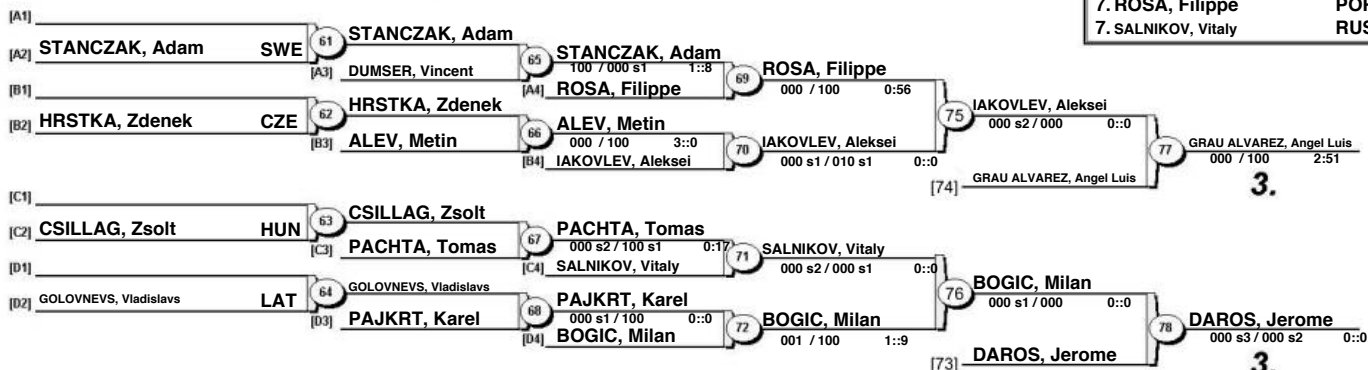 7. ROSA, Filippe
7. SALNIKOV, Vitaly RUS
[A1]
[A2] STANCZAK, Adam SWE
61
STANCZAK, Adam
[A3] DUMSER, Vincent
65
STANCZAK, Adam
100 / 000 s1 1::8
[A4] ROSA, Filippe
69
ROSA, Filippe
000 / 100 0:56
[B1]
[B2] HRSTKA, Zdenek CZE
62
HRSTKA, Zdenek
[B3] ALEV, Metin
66
ALEV, Metin
000 / 100 3::0
[B4] IAKOVLEV, Aleksei
70
IAKOVLEV, Aleksei
000 s1 / 010 s1 0::0
75
IAKOVLEV, Aleksei
000 s2 / 000 0::0
[74] GRAU ALVAREZ, Angel Luis
77
GRAU ALVAREZ, Angel Luis
000 / 100 2:51
3.
[C1]
[C2] CSILLAG, Zsolt HUN
63
CSILLAG, Zsolt
[C3] PACHTA, Tomas
67
PACHTA, Tomas
000 s2 / 100 s1 0:17
[C4] SALNIKOV, Vitaly
71
SALNIKOV, Vitaly
000 s2 / 000 s1 0::0
[D1]
[D2] GOLOVNEVS, Vladislavs LAT
64
GOLOVNEVS, Vladislavs
[D3] PAJKRT, Karel
68
PAJKRT, Karel
000 s1 / 100 0::0
[D4] BOGIC, Milan
72
BOGIC, Milan
001 / 100 1::9
76
BOGIC, Milan
000 s1 / 000 0::0
[73] DAROS, Jerome
78
DAROS, Jerome
000 s3 / 000 s2 0::0
3.